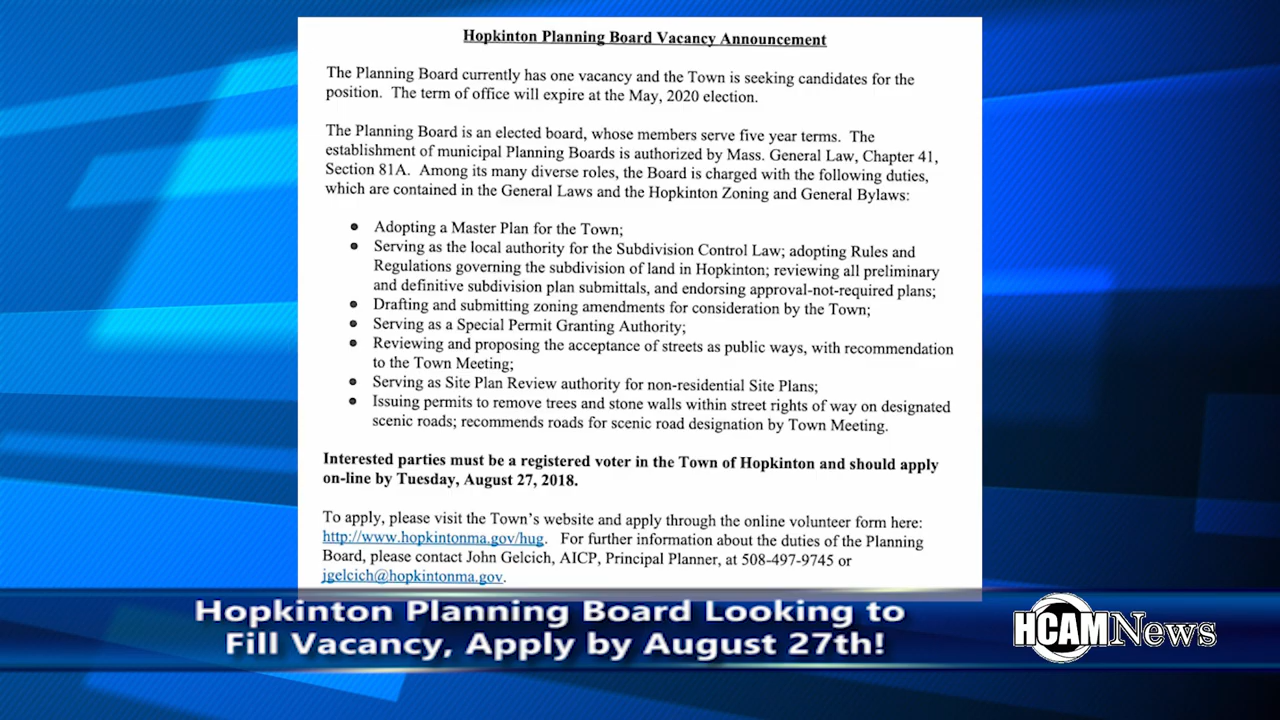 Hopkinton Planning Board Vacancy Announcement
The Planning Board currently has one vacancy and the Town is seeking candidates for the
position. The term of office will expire at the May, 2020 election.
The Planning Board is an elected board, whose members serve five year terms. The
establishment of municipal Planning Boards is authorized by Mass. General Law, Chapter 41,
Section 81A. Among its many diverse roles, the Board is charged with the following duties,
which are contained in the General Laws and the Hopkinton Zoning and General Bylaws:
• Adopting a Master Plan for the Town;
• Serving as the local authority for the Subdivision Control Law; adopting Rules and
Regulations governing the subdivision of land in Hopkinton; reviewing all preliminary
and definitive subdivision plan submittals, and endorsing approval-not-required plans;
• Drafting and submitting zoning amendments for consideration by the Town;
• Serving as a Special Permit Granting Authority;
• Reviewing and proposing the acceptance of streets as public ways, with recommendation
to the Town Meeting;
• Serving as Site Plan Review authority for non-residential Site Plans;
• Issuing permits to remove trees and stone walls within street rights of way on designated
scenic roads; recommends roads for scenic road designation by Town Meeting.
Interested parties must be a registered voter in the Town of Hopkinton and should apply
on-line by Tuesday, August 27, 2018.
To apply, please visit the Town's website and apply through the online volunteer form here:
http://www.hopkintonma.gov/hug. For further information about the duties of the Planning
Board, please contact John Gelcich, AICP, Principal Planner, at 508-497-9745 or
jgelcich@hopkintonma.gov.
Hopkinton Planning Board Looking to
Fill Vacancy, Apply by August 27th!
HCAM News